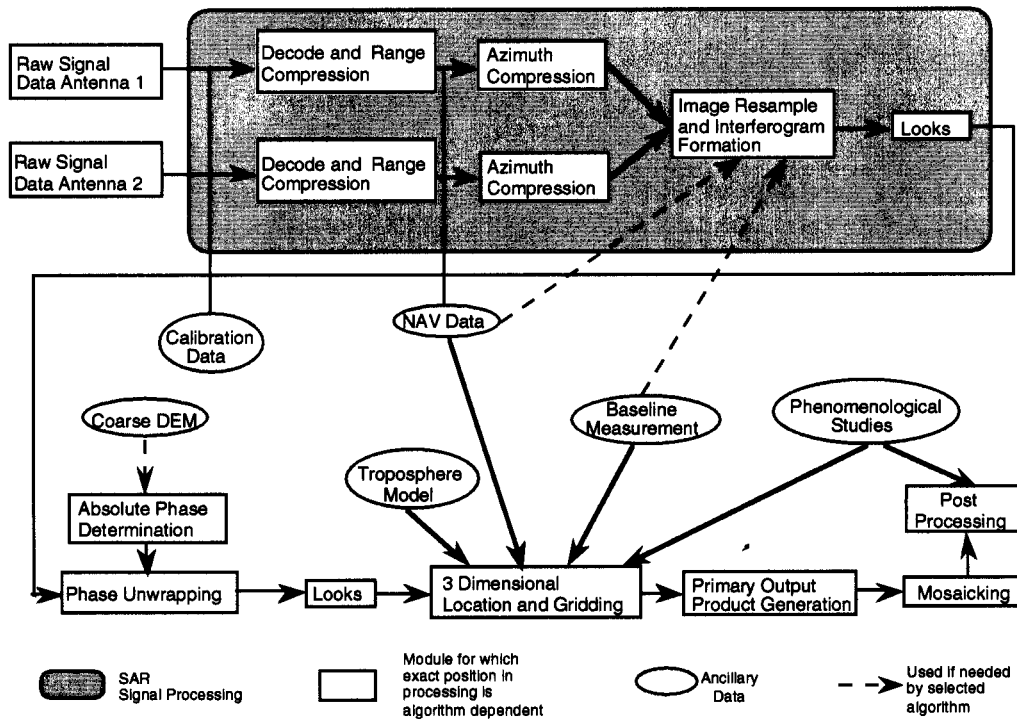 Raw Signal
Data Antenna 1
Decode and Range
Compression
Azimuth
Compression
Image Resample
and Interferogram
Formation
Looks
Raw Signal
Data Antenna 2
Decode and Range
Compression
Azimuth
Compression
Calibration
Data
NAV Data
Coarse DEM
Baseline
Measurement
Phenomenological
Studies
Troposphere
Model
Absolute Phase
Determination
Post
Processing
Phase Unwrapping
Looks
3 Dimensional
Location and Gridding
Primary Output
Product Generation
Mosaicking
SAR
Signal Processing
Module for which
exact position in
processing is
algorithm dependent
Ancillary
Data
Used if needed
by selected
algorithm